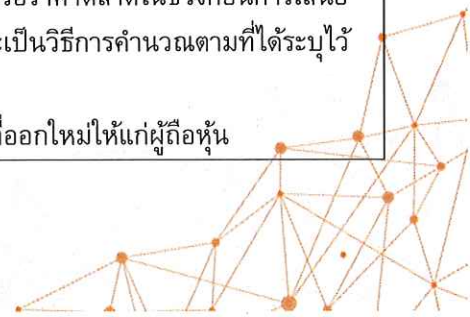 ราคาตลาดในช่วงก่อนการเสนอ
ะเป็นวิธีการคำนวณตามที่ได้ระบุไว้
ี่ออกใหม่ให้แก่ผู้ถือหุ้น